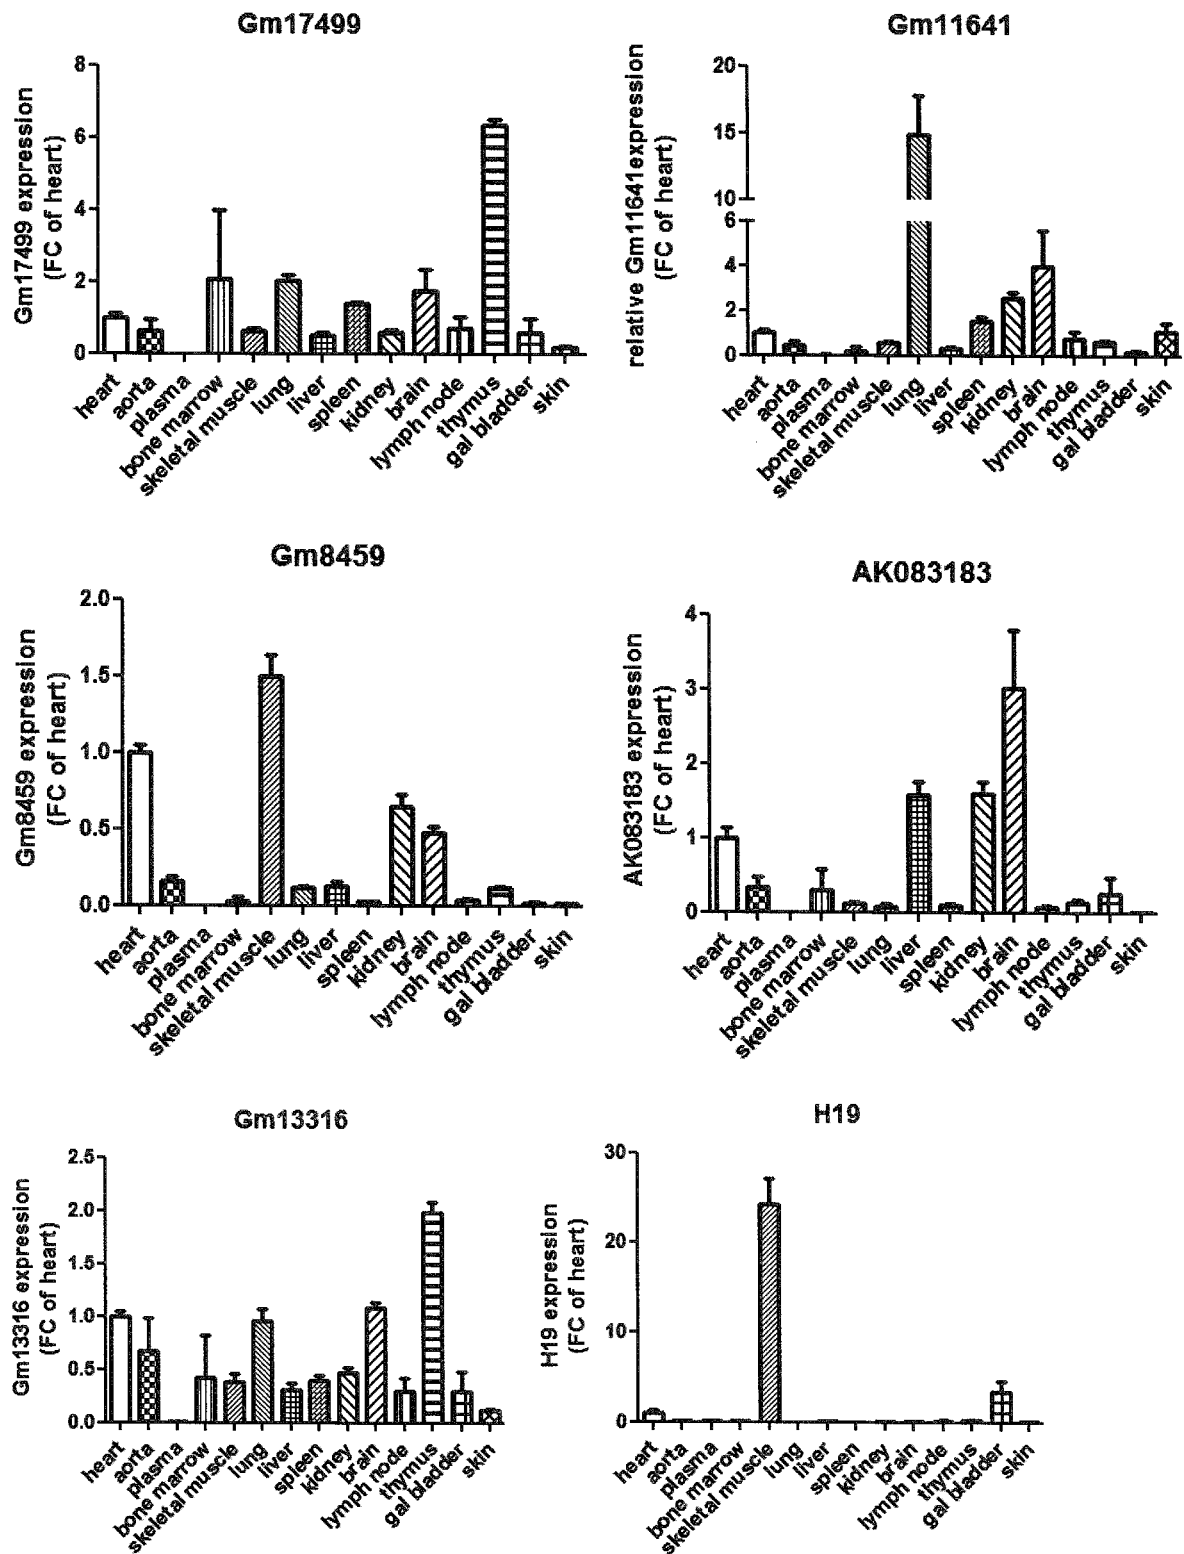 Gm17499
Gm17499 expression
(FC of heart)
8
6
4
2
0
heart
aorta
plasma
bone marrow
skeletal muscle
lung
liver
spleen
kidney
brain
lymph node
thymus
gal bladder
skin
Gm11641
relative Gm11641expression
(FC of heart)
20
15
10
6
4
2
0
heart
aorta
plasma
bone marrow
skeletal muscle
lung
liver
spleen
kidney
brain
lymph node
thymus
gal bladder
skin
Gm8459
Gm8459 expression
(FC of heart)
2.0
1.5
1.0
0.5
0.0
heart
aorta
plasma
bone marrow
skeletal muscle
lung
liver
spleen
kidney
brain
lymph node
thymus
gal bladder
skin
AK083183
AK083183 expression
(FC of heart)
4
3
2
1
0
heart
aorta
plasma
bone marrow
skeletal muscle
lung
liver
spleen
kidney
brain
lymph node
thymus
gal bladder
skin
Gm13316
Gm13316 expression
(FC of heart)
2.5
2.0
1.5
1.0
0.5
0.0
heart
aorta
plasma
bone marrow
skeletal muscle
lung
liver
spleen
kidney
brain
lymph node
thymus
gal bladder
skin
H19
H19 expression
(FC of heart)
30
20
10
0
heart
aorta
plasma
bone marrow
skeletal muscle
lung
liver
spleen
kidney
brain
lymph node
thymus
gal bladder
skin